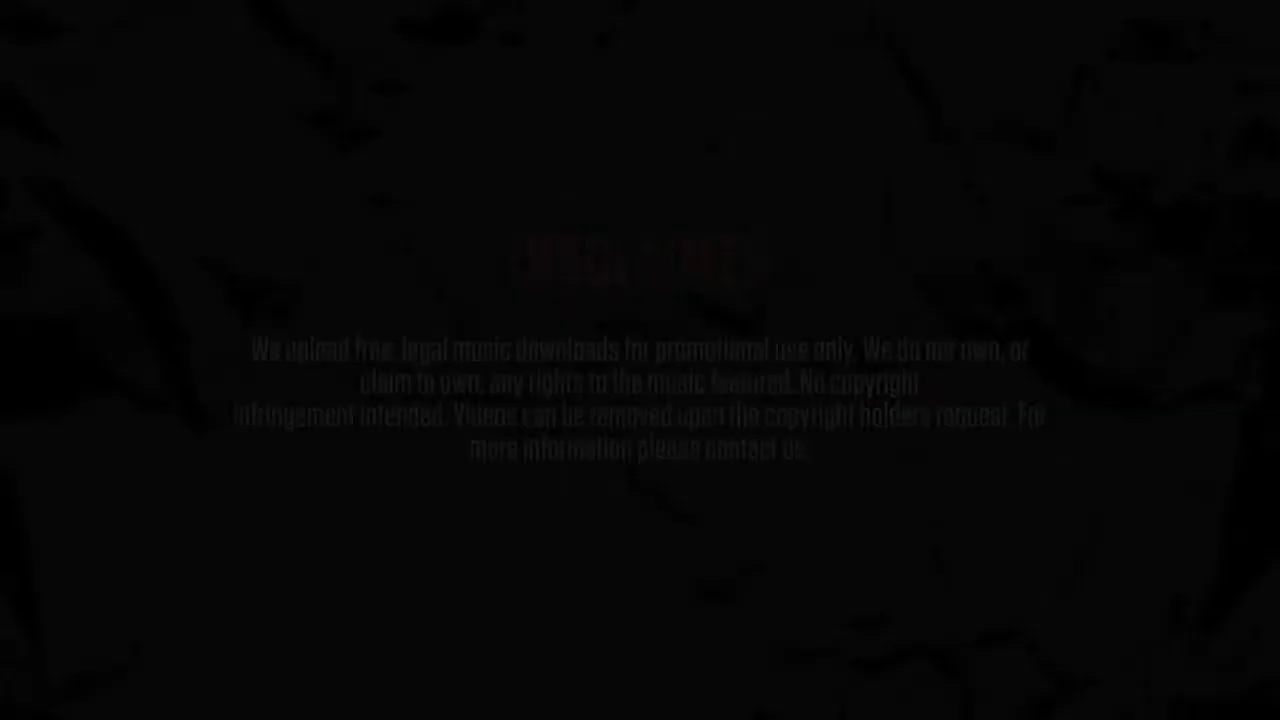 We upload free, legal music downloads for promotional use only. We do not own, or
claim to own, any rights to the music featured. No copyright
infringement intended. Videos can be removed upon the copyright holders request. For
more information please contact us.